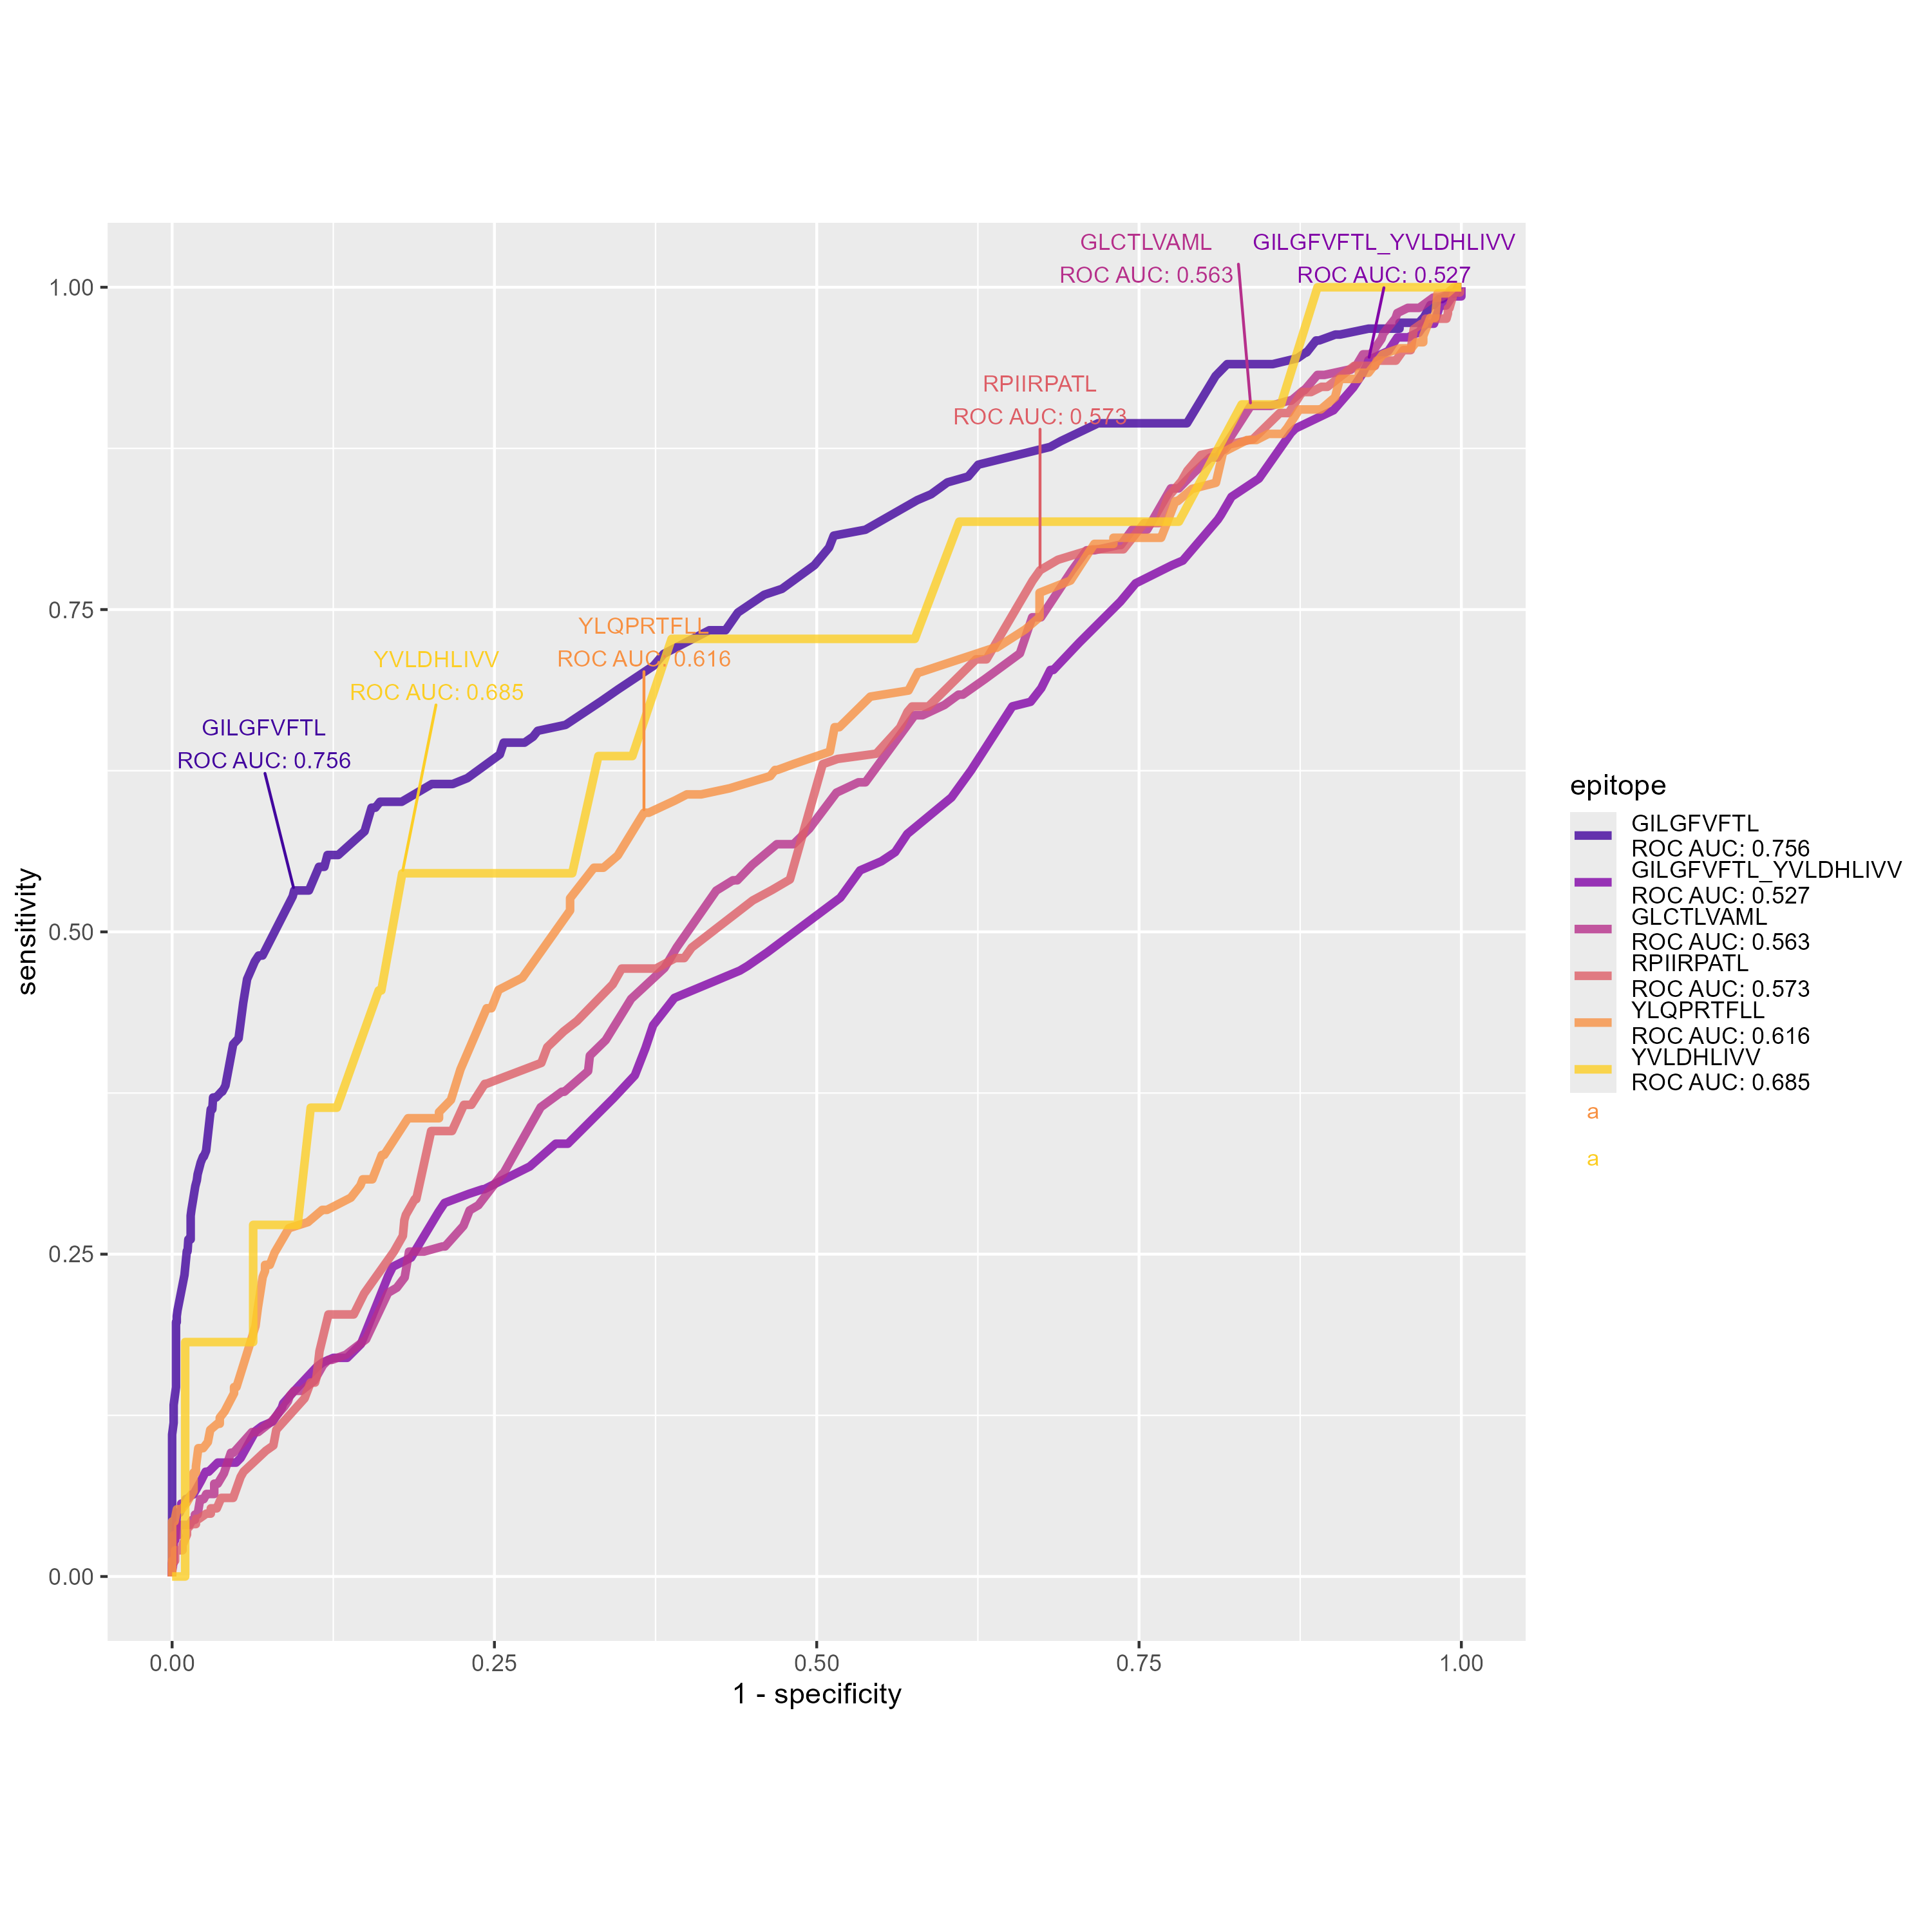 GLCTLVAML
ROC AUC: 0.563
GILGFVFTL_YVLDHLIVV
ROC AUC: 0.527
RPIIRPATL
ROC AUC: 0.573
YLQPRTFLL
ROC AUC: 0.616
YVLDHLIVV
ROC AUC: 0.685
GILGFVFTL
ROC AUC: 0.756
1.00
0.75
0.50
0.25
0.00
sensitivity
0.00
0.25
0.50
0.75
1.00
1 - specificity
epitope
GILGFVFTL
ROC AUC: 0.756
GILGFVFTL_YVLDHLIVV
ROC AUC: 0.527
GLCTLVAML
ROC AUC: 0.563
RPIIRPATL
ROC AUC: 0.573
YLQPRTFLL
ROC AUC: 0.616
YVLDHLIVV
ROC AUC: 0.685
a
a